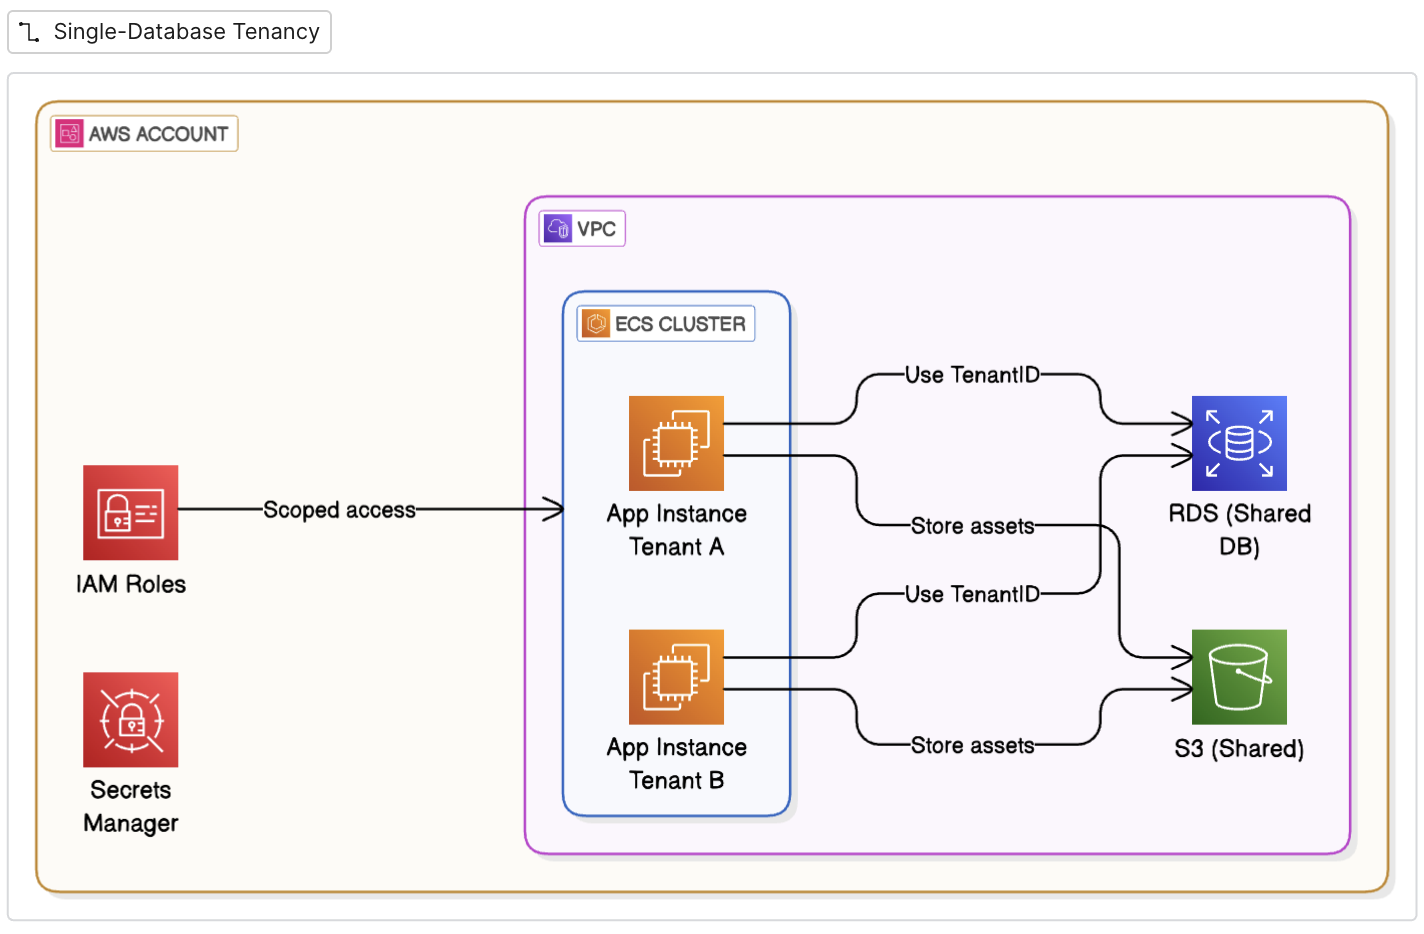 Single-Database Tenancy
AWS ACCOUNT
VPC
ECS CLUSTER
Use TenantID
App Instance
Tenant A
RDS (Shared
DB)
Scoped access
Store assets
IAM Roles
Use TenantID
App Instance
Tenant B
Store assets
S3 (Shared)
Secrets
Manager